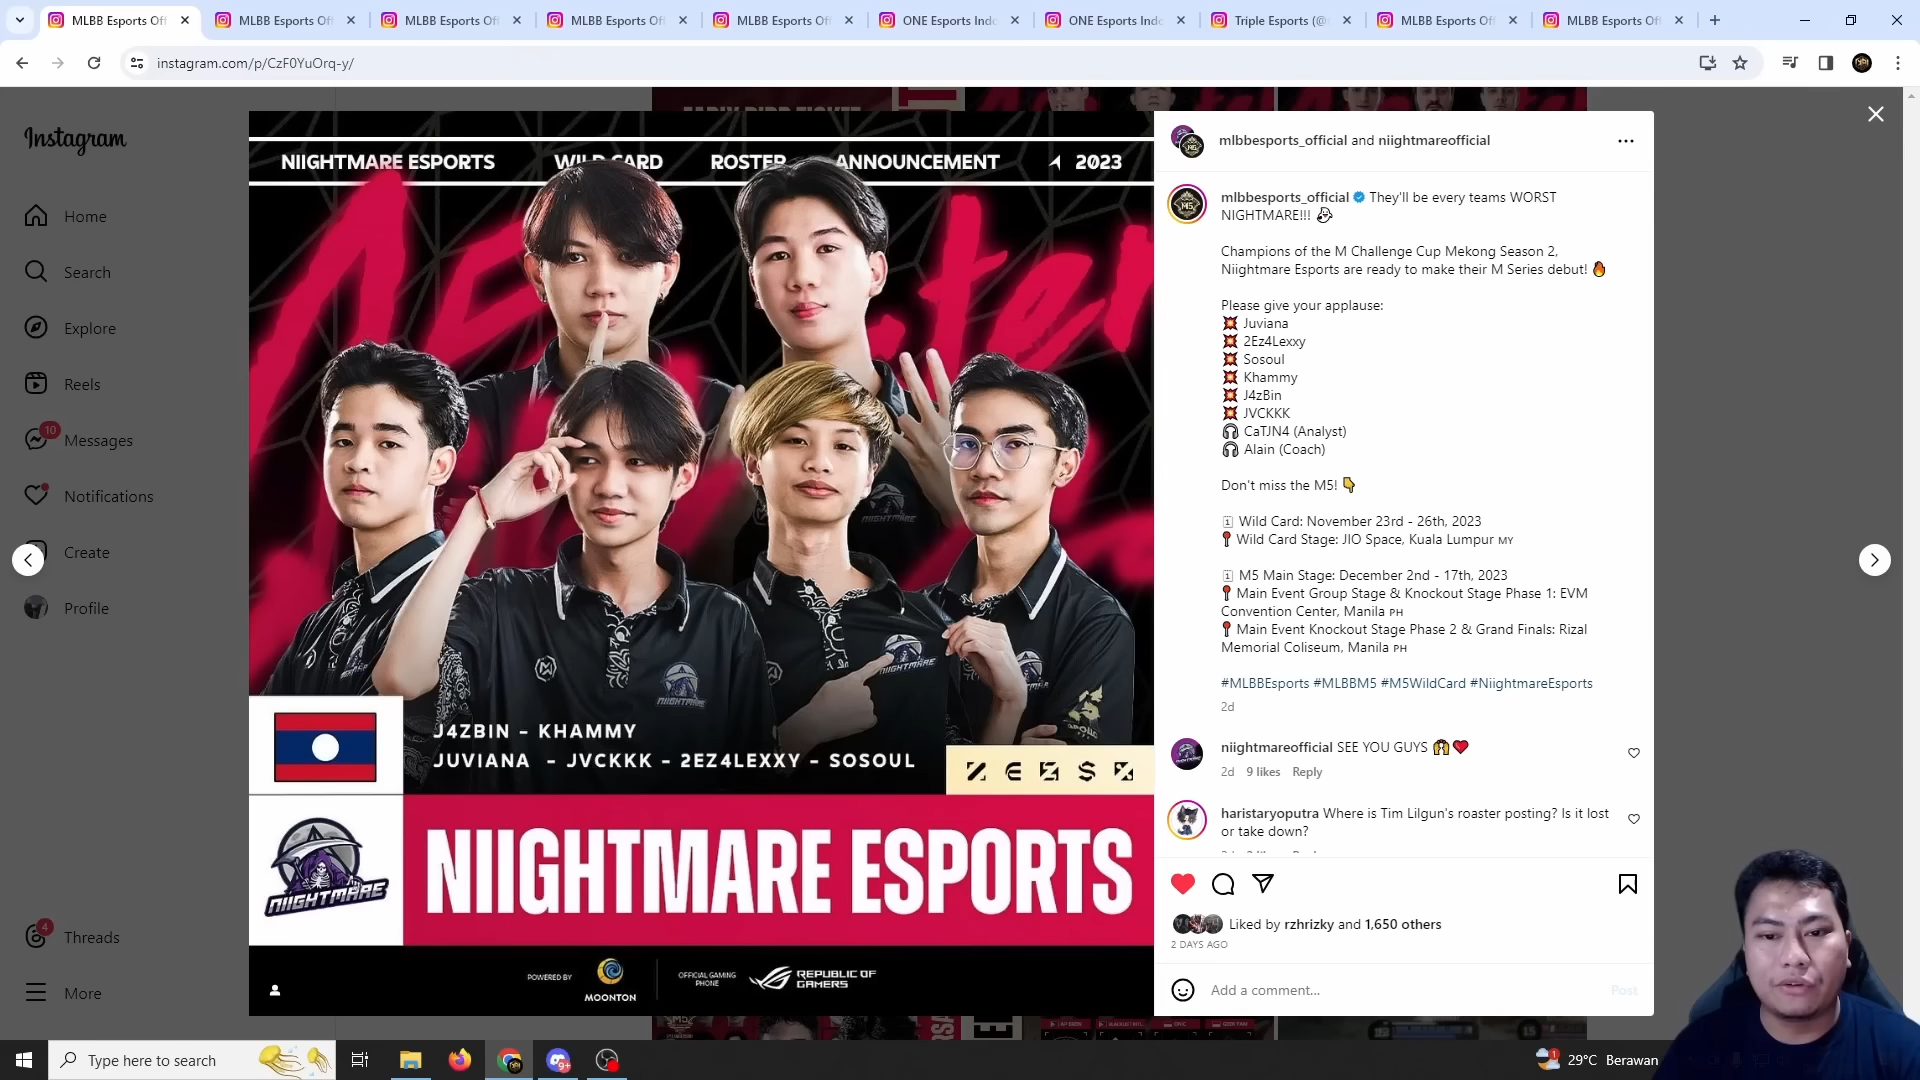 MLBB Esports Off
MLBB Esports Off
MLBB Esports Off
MLBB Esports Off
MLBB Esports Off
ONE Esports Indo
ONE Esports Indo
Triple Esports (@
MLBB Esports Off
MLBB Esports Off
instagram.com/p/CzF0YuOrq-y/
Instagram
Home
Search
Explore
Reels
10
Messages
Notifications
Create
Profile
4
Threads
More
NIIGHTMARE ESPORTS WILD CARD ROSTER ANNOUNCEMENT 2023
NIIGHTMARE
NIIGHTMARE
J4ZBIN - KHAMMY
JUVIANA - JVCKKK - 2EZ4LEXXY - SOSOUL
NIIGHTMARE
NIIGHTMARE ESPORTS
POWERED BY
MOONTON
OFFICIAL GAMING
PHONE
REPUBLIC OF
GAMERS
mlbbesports_official and niightmareofficial
mlbbesports_official They'll be every teams WORST
NIGHTMARE!!! 👻
Champions of the M Challenge Cup Mekong Season 2,
Niightmare Esports are ready to make their M Series debut! 🔥
Please give your applause:
💥 Juviana
💥 2Ez4Lexxy
💥 Sosoul
💥 Khammy
💥 J4zBin
💥 JVCKKK
🎧 CaTJN4 (Analyst)
🎧 Alain (Coach)
Don't miss the M5! 👇
🗓 Wild Card: November 23rd - 26th, 2023
📍 Wild Card Stage: JIO Space, Kuala Lumpur MY
🗓 M5 Main Stage: December 2nd - 17th, 2023
📍 Main Event Group Stage & Knockout Stage Phase 1: EVM
Convention Center, Manila PH
📍 Main Event Knockout Stage Phase 2 & Grand Finals: Rizal
Memorial Coliseum, Manila PH
#MLBBEsports #MLBBM5 #M5WildCard #NiightmareEsports
2d
niightmareofficial SEE YOU GUYS 🙌❤️
2d 9 likes Reply
haristaryoputra Where is Tim Lilgun's roaster posting? Is it lost
or take down?
Liked by rzhrizky and 1,650 others
2 DAYS AGO
Add a comment...
Post
Type here to search
9+
1
29°C Berawan